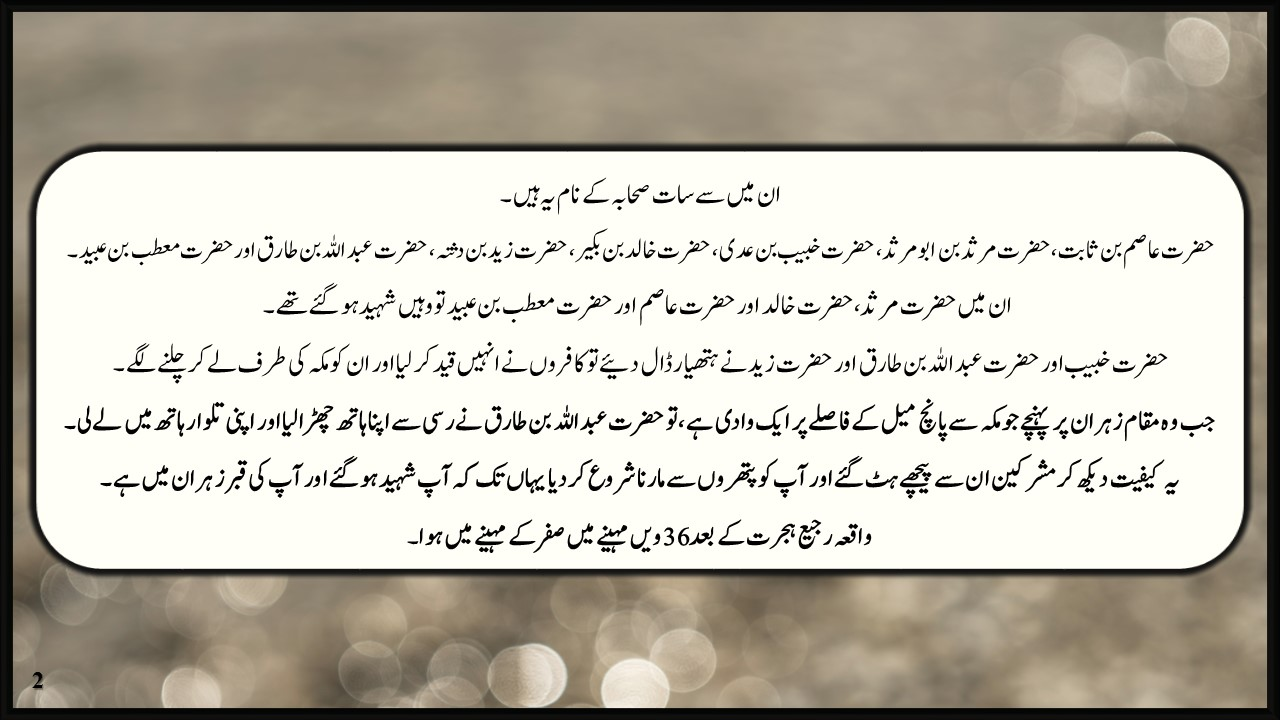 ان میں سے سات صحابہ کے نام یہ ہیں۔
حضرت عاصم بن ثابت، حضرت مرثد بن ابو مرثد، حضرت خبیب بن عدی، حضرت خالد بن بکیر، حضرت زید بن دثنہ، حضرت عبد اللہ بن طارق اور حضرت معطب بن عبید۔
ان میں حضرت مرثد، حضرت خالد اور حضرت عاصم اور حضرت معطب بن عبید تو وہیں شہید ہو گئے تھے۔
حضرت خبیب اور حضرت عبد اللہ بن طارق اور حضرت زید نے ہتھیار ڈال دیئے تو کافروں نے انہیں قید کر لیا اور ان کو مکہ کی طرف لے کر چلنے لگے۔
جب وہ مقام زہران پر پہنچے جو مکہ سے پانچ میل کے فاصلے پر ایک وادی ہے، تو حضرت عبد اللہ بن طارق نے رسی سے اپنا ہاتھ چھڑا لیا اور اپنی تلوار ہاتھ میں لے لی۔
یہ کیفیت دیکھ کر مشرکین ان سے پیچھے ہٹ گئے اور آپ کو پتھروں سے مارنا شروع کر دیا یہاں تک کہ آپ شہید ہو گئے اور آپ کی قبر زہران میں ہے۔
واقعہ رجیع ہجرت کے بعد 36 ویں مہینے میں صفر کے مہینے میں ہوا۔
2